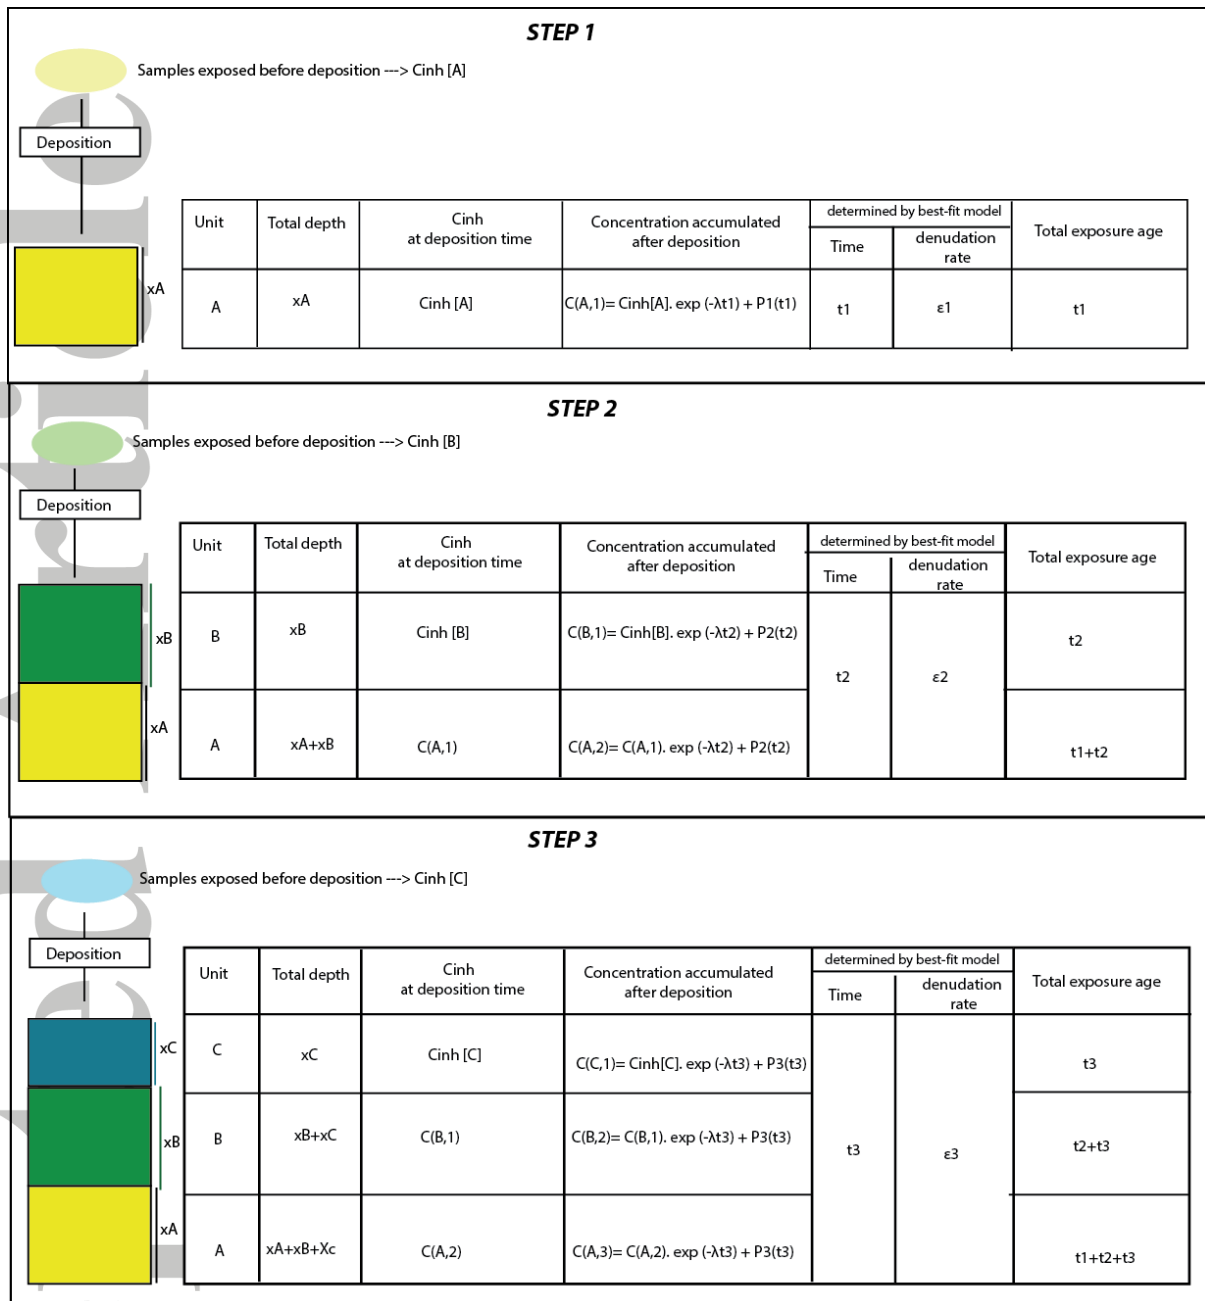 STEP 1
Samples exposed before deposition ---> Cinh [A]
Deposition
xA
Unit
Total depth
Cinh
at deposition time
Concentration accumulated
after deposition
determined by best-fit model
Time
denudation
rate
Total exposure age
A
xA
Cinh [A]
C(A,1)= Cinh[A]. exp (-λt1) + P1(t1)
t1
ε1
t1
STEP 2
Samples exposed before deposition ---> Cinh [B]
Deposition
xB
xA
Unit
Total depth
Cinh
at deposition time
Concentration accumulated
after deposition
determined by best-fit model
Time
denudation
rate
Total exposure age
B
xB
Cinh [B]
C(B,1)= Cinh[B]. exp (-λt2) + P2(t2)
t2
ε2
t2
A
xA+xB
C(A,1)
C(A,2)= C(A,1). exp (-λt2) + P2(t2)
t1+t2
STEP 3
Samples exposed before deposition ---> Cinh [C]
Deposition
xC
xB
xA
Unit
Total depth
Cinh
at deposition time
Concentration accumulated
after deposition
determined by best-fit model
Time
denudation
rate
Total exposure age
C
xC
Cinh [C]
C(C,1)= Cinh[C]. exp (-λt3) + P3(t3)
t3
B
xB+xC
C(B,1)
C(B,2)= C(B,1). exp (-λt3) + P3(t3)
t3
ε3
t2+t3
A
xA+xB+Xc
C(A,2)
C(A,3)= C(A,2). exp (-λt3) + P3(t3)
t1+t2+t3